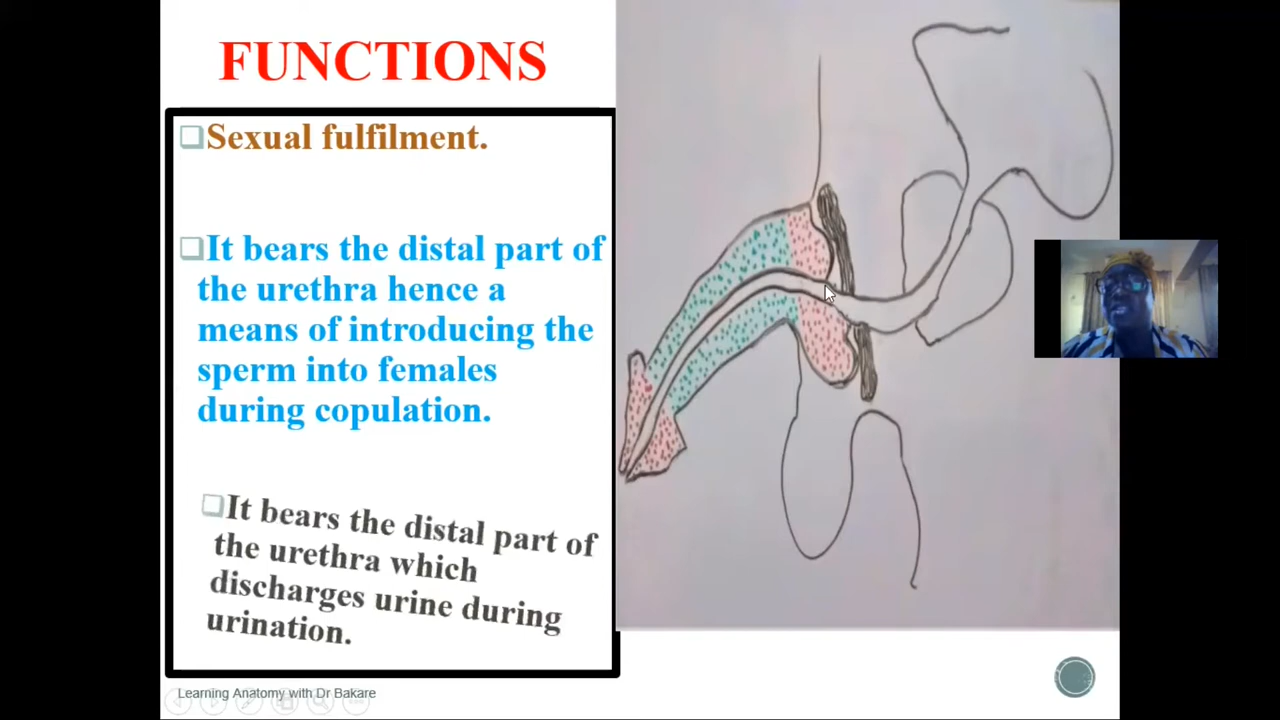 FUNCTIONS
Sexual fulfilment.
It bears the distal part of
the urethra hence a
means of introducing the
sperm into females
during copulation.
It bears the distal part of
the urethra which
discharges urine during
urination.
Learning Anatomy with Dr Bakare